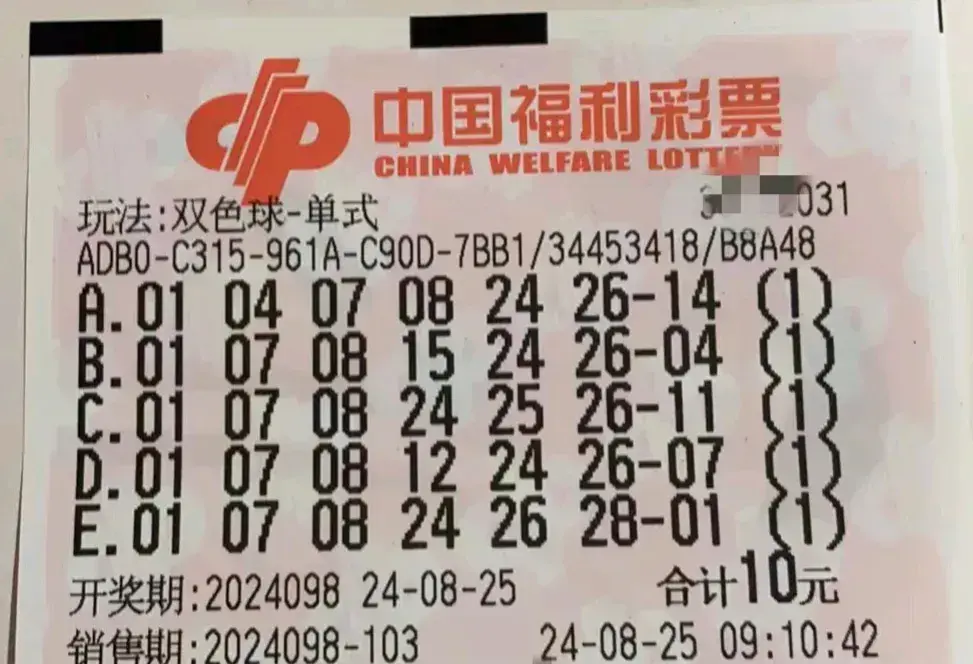 中国福利彩票
CHINA WELFARE LOTTERY
玩法:双色球-单式 031
ADB0-C315-961A-C90D-7BB1/34453418/B8A48
A.01 04 07 08 24 26-14 (1)
B.01 07 08 15 24 26-04 (1)
C.01 07 08 24 25 26-11 (1)
D.01 07 08 12 24 26-07 (1)
E.01 07 08 24 26 28-01 (1)
开奖期:2024098 24-08-25 合计10元
销售期:2024098-103 24-08-25 09:10:42